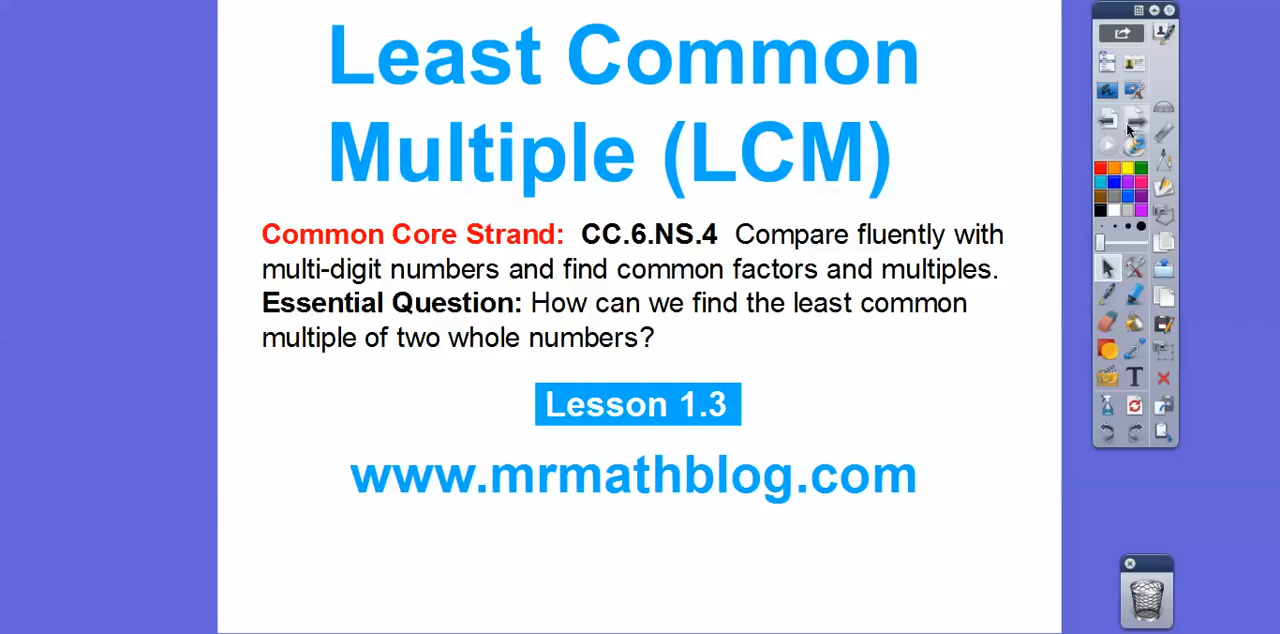 Least Common
Multiple (LCM)
Common Core Strand: CC.6.NS.4 Compare fluently with
multi-digit numbers and find common factors and multiples.
Essential Question: How can we find the least common
multiple of two whole numbers?
Lesson 1.3
www.mrmathblog.com
T